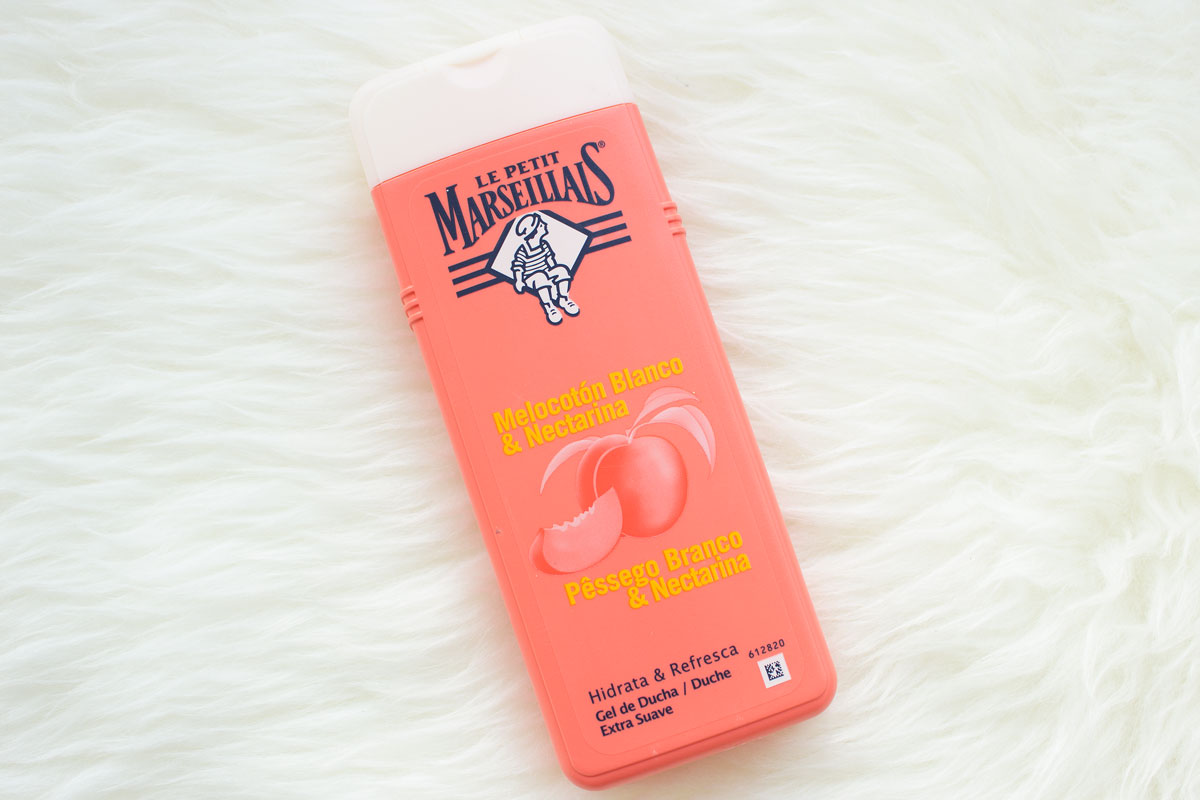 LE PETIT
MARSEILLAIS®
Melocotón Blanco
& Nectarina
Pêssego Branco
& Nectarina
Hidrata & Refresca
612820
Gel de Ducha / Duche
Extra Suave